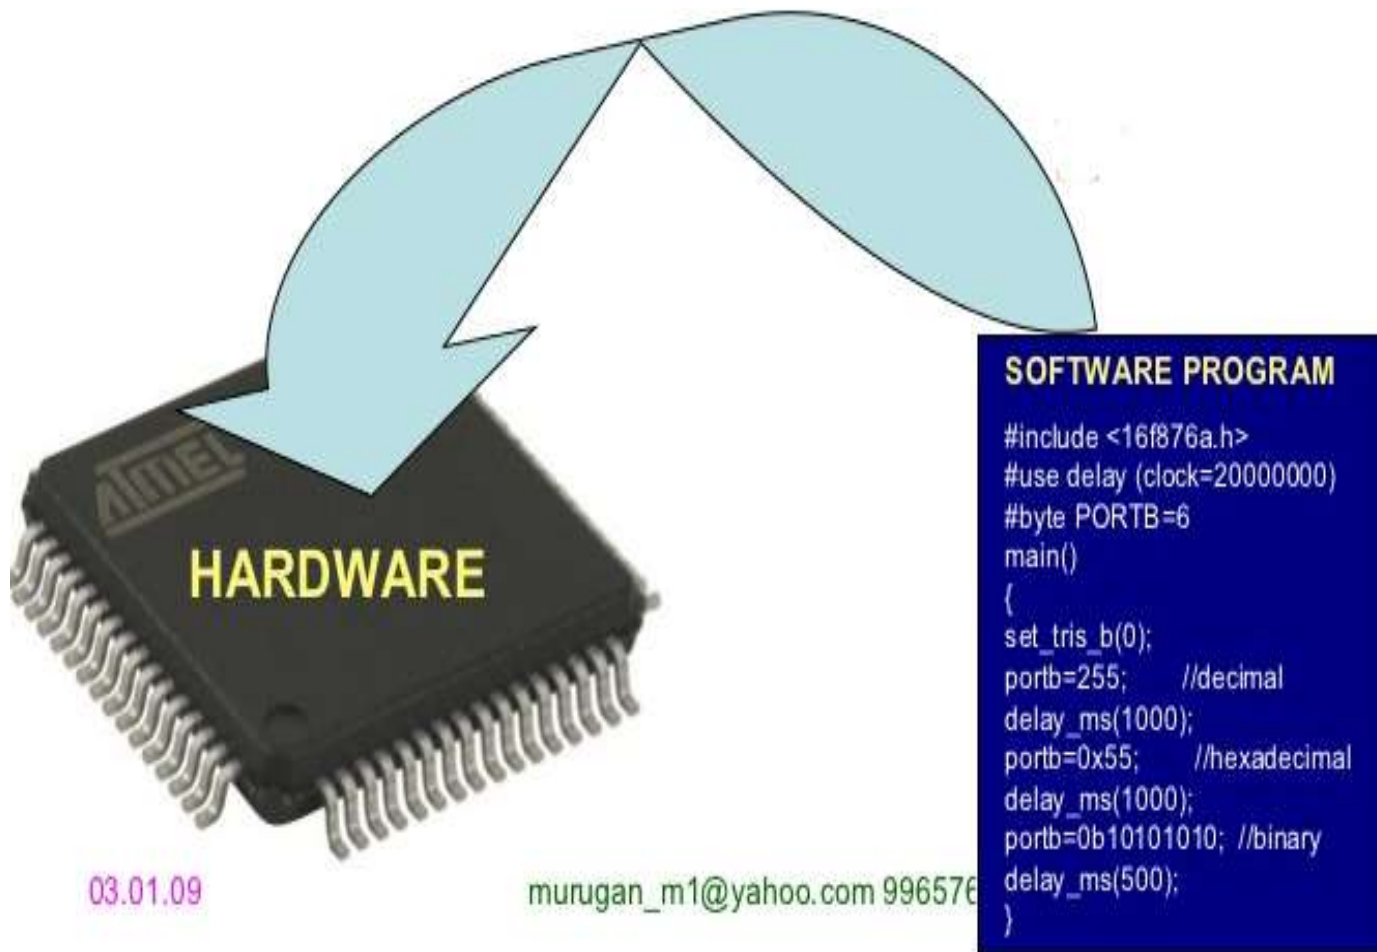 ATMEL
HARDWARE
SOFTWARE PROGRAM
#include <16f876a.h>
#use delay (clock=20000000)
#byte PORTB=6
main()
{
set_tris_b(0);
portb=255; //decimal
delay_ms(1000);
portb=0x55; //hexadecimal
delay_ms(1000);
portb=0b10101010; //binary
delay_ms(500);
}
03.01.09
murugan_m1@yahoo.com 996576